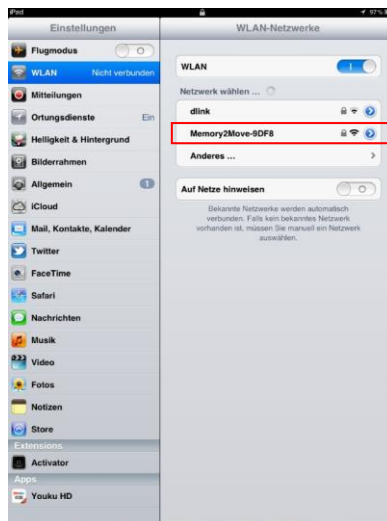 iPad
97%
Einstellungen
WLAN-Netzwerke
Flugmodus
WLAN Nicht verbunden
Mitteilungen
Ortungsdienste Ein
Helligkeit & Hintergrund
Bilderrahmen
Allgemein 1
iCloud
Mail, Kontakte, Kalender
Twitter
FaceTime
Safari
Nachrichten
Musik
Video
Fotos
Notizen
Store
Extensions
Activator
Apps
Youku HD
WLAN
Netzwerk wählen ...
dlink
Memory2Move-9DF8
Anderes ...
Auf Netze hinweisen
Bekannte Netzwerke werden automatisch
verbunden. Falls kein bekanntes Netzwerk
vorhanden ist, müssen Sie manuell ein Netzwerk
auswählen.